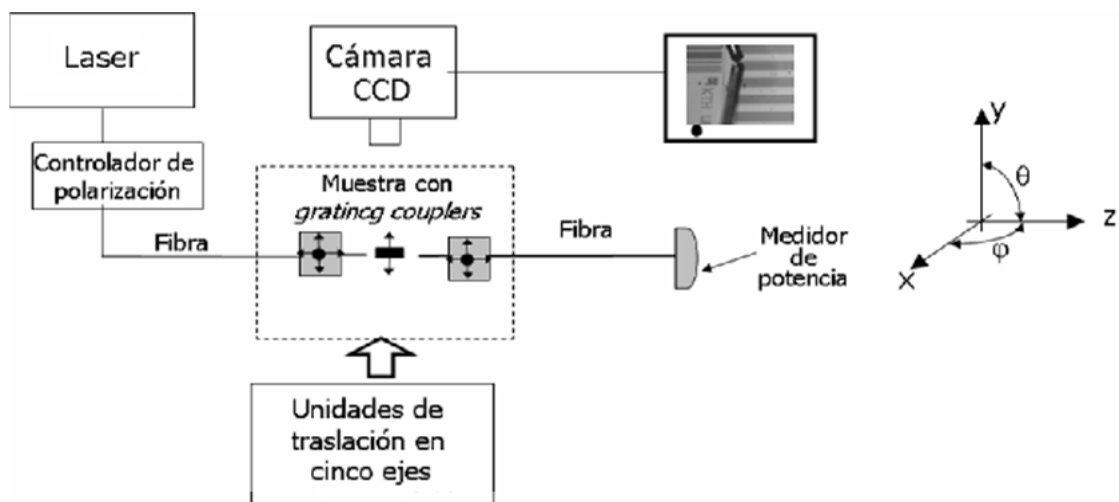 Laser
Cámara
CCD
Controlador de
polarización
Muestra con
gratincg couplers
Fibra
Fibra
Medidor
de
potencia
Unidades de
traslación en
cinco ejes
y
θ
z
φ
x